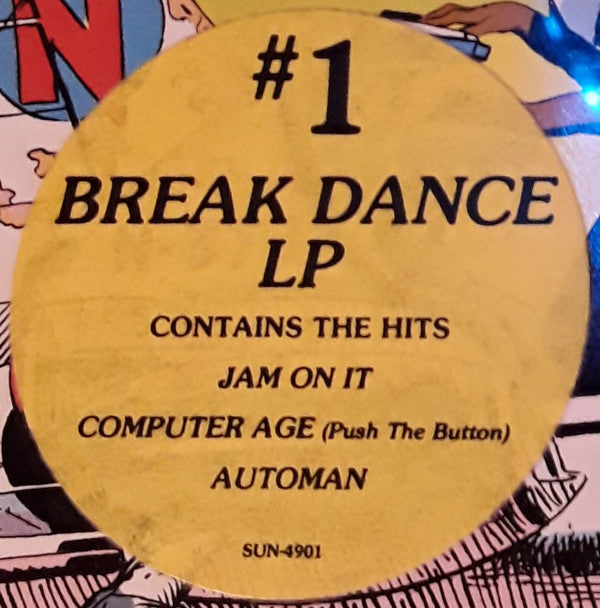 N
#1
BREAK DANCE
LP
CONTAINS THE HITS
JAM ON IT
COMPUTER AGE (Push The Button)
AUTOMAN
SUN-4901